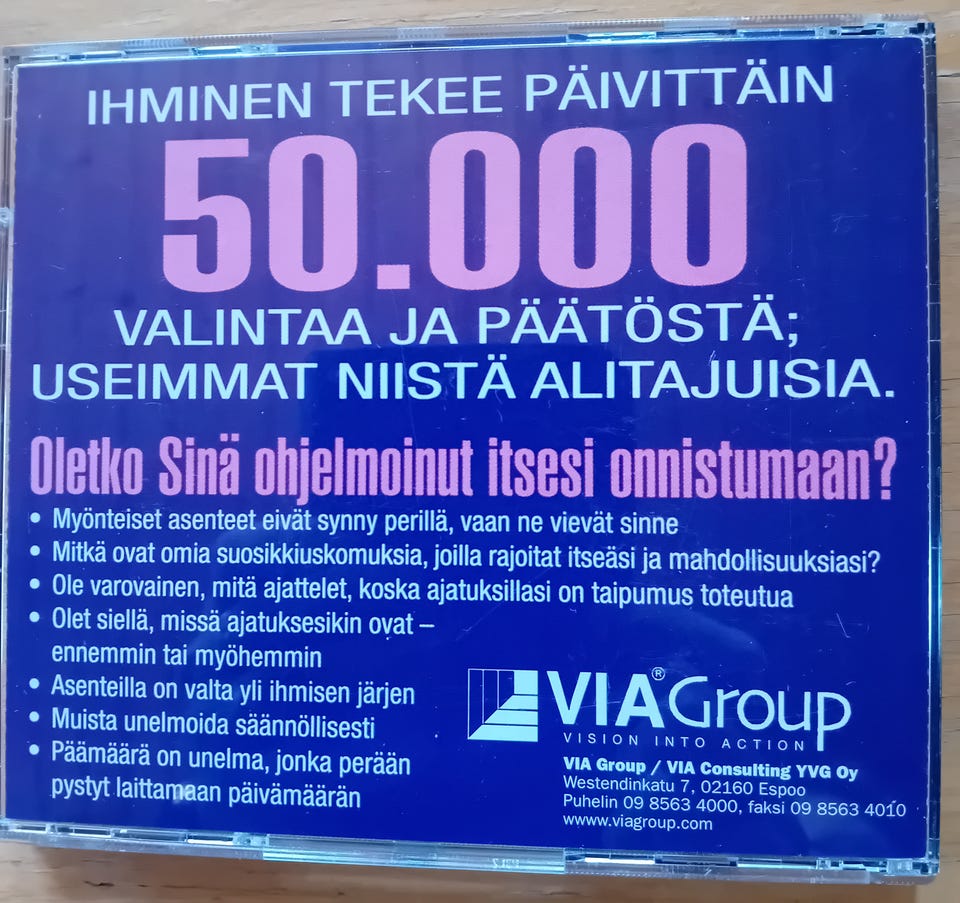 IHMINEN TEKEE PÄIVITTÄIN
50.000
VALINTAA JA PÄÄTÖSTÄ;
USEIMMAT NIISTÄ ALITAJUISIA.
Oletko Sinä ohjelmoinut itsesi onnistumaan?
• Myönteiset asenteet eivät synny perillä, vaan ne vievät sinne
• Mitkä ovat omia suosikkiuskomuksia, joilla rajoitat itseäsi ja mahdollisuuksiasi?
• Ole varovainen, mitä ajattelet, koska ajatuksillasi on taipumus toteutua
• Olet siellä, missä ajatuksesikin ovat –
ennemmin tai myöhemmin
• Asenteilla on valta yli ihmisen järjen
• Muista unelmoida säännöllisesti
• Päämäärä on unelma, jonka perään
pystyt laittamaan päivämäärän
VIA® Group
VISION INTO ACTION
VIA Group / VIA Consulting YVG Oy
Westendinkatu 7, 02160 Espoo
Puhelin 09 8563 4000, faksi 09 8563 4010
www.viagroup.com